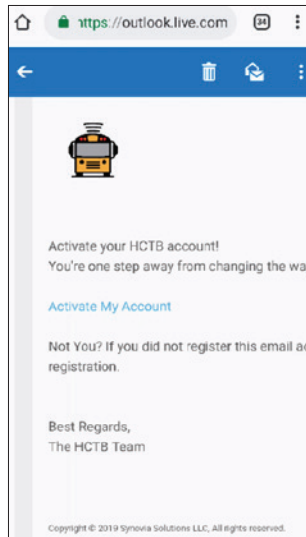 https://outlook.live.com 34
Activate your HCTB account!
You're one step away from changing the wa
Activate My Account
Not You? If you did not register this email ac
registration.
Best Regards,
The HCTB Team
Copyright © 2019 Synovia Solutions LLC, All rights reserved.